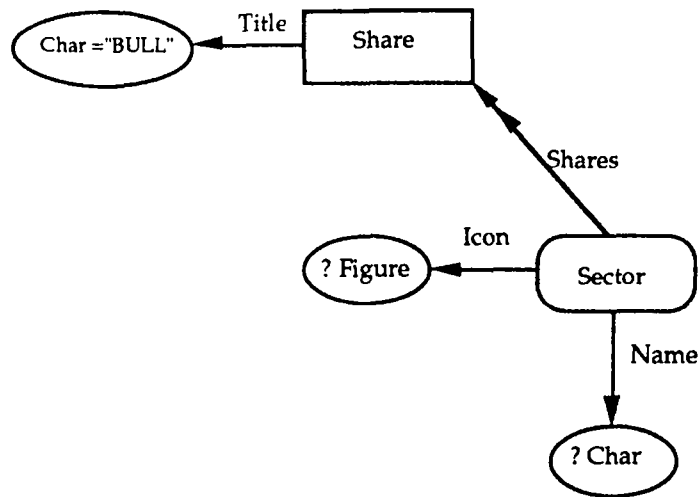 Title
Char ="BULL"
Share
Shares
Icon
? Figure
Sector
Name
? Char